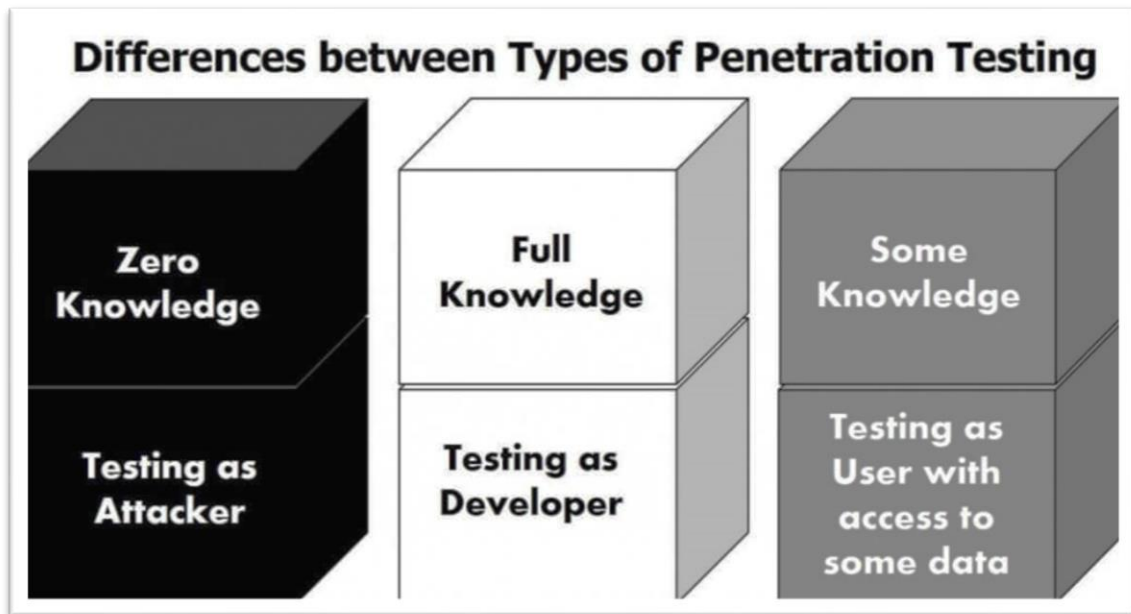 Differences between Types of Penetration Testing
Zero
Knowledge
Testing as
Attacker
Full
Knowledge
Testing as
Developer
Some
Knowledge
Testing as
User with
access to
some data